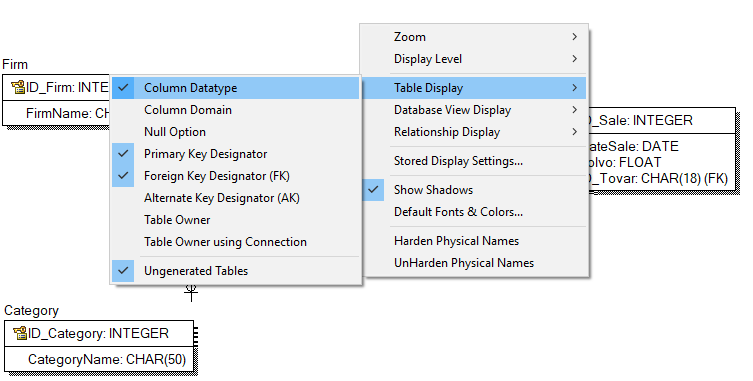 Firm
ID_Firm: INTE
FirmName: CH
Column Datatype
Column Domain
Null Option
Primary Key Designator
Foreign Key Designator (FK)
Alternate Key Designator (AK)
Table Owner
Table Owner using Connection
Ungenerated Tables
Zoom
Display Level
Table Display
Database View Display
Relationship Display
Stored Display Settings...
Show Shadows
Default Fonts & Colors...
Harden Physical Names
UnHarden Physical Names
D_Sale: INTEGER
ateSale: DATE
olvo: FLOAT
D_Tovar: CHAR(18) (FK)
Category
ID_Category: INTEGER
CategoryName: CHAR(50)